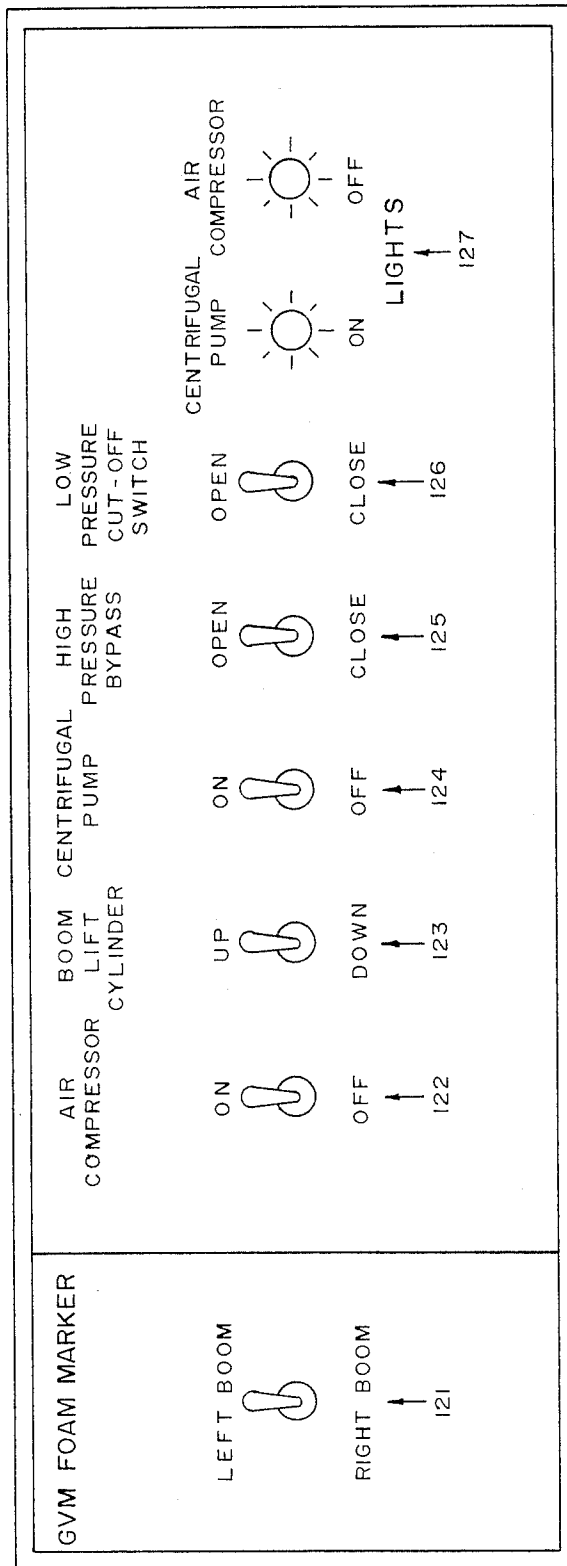 GVM FOAM MARKER
LEFT BOOM
RIGHT BOOM
121
AIR
COMPRESSOR
ON
OFF
122
BOOM
LIFT
CYLINDER
UP
DOWN
123
CENTRIFUGAL
PUMP
ON
OFF
124
HIGH
PRESSURE
BYPASS
OPEN
CLOSE
125
LOW
PRESSURE
CUT-OFF
SWITCH
OPEN
CLOSE
126
CENTRIFUGAL
PUMP
ON
AIR
COMPRESSOR
OFF
LIGHTS
127